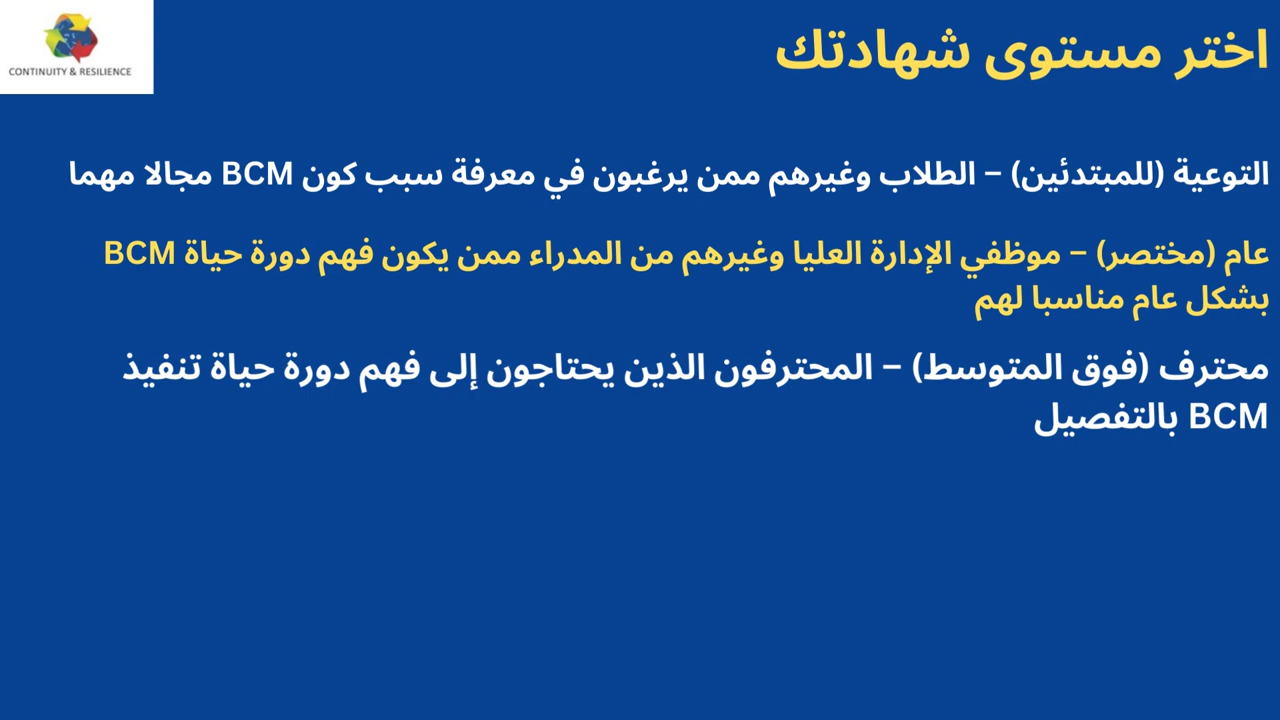 CONTINUITY & RESILIENCE
اختر مستوى شهادتك
التوعية (للمبتدئين) – الطلاب وغيرهم ممن يرغبون في معرفة سبب كون BCM مجالا مهما
عام (مختصر) – موظفي الإدارة العليا وغيرهم من المدراء ممن يكون فهم دورة حياة BCM
بشكل عام مناسبا لهم
محترف (فوق المتوسط) – المحترفون الذين يحتاجون إلى فهم دورة حياة تنفيذ
BCM بالتفصيل